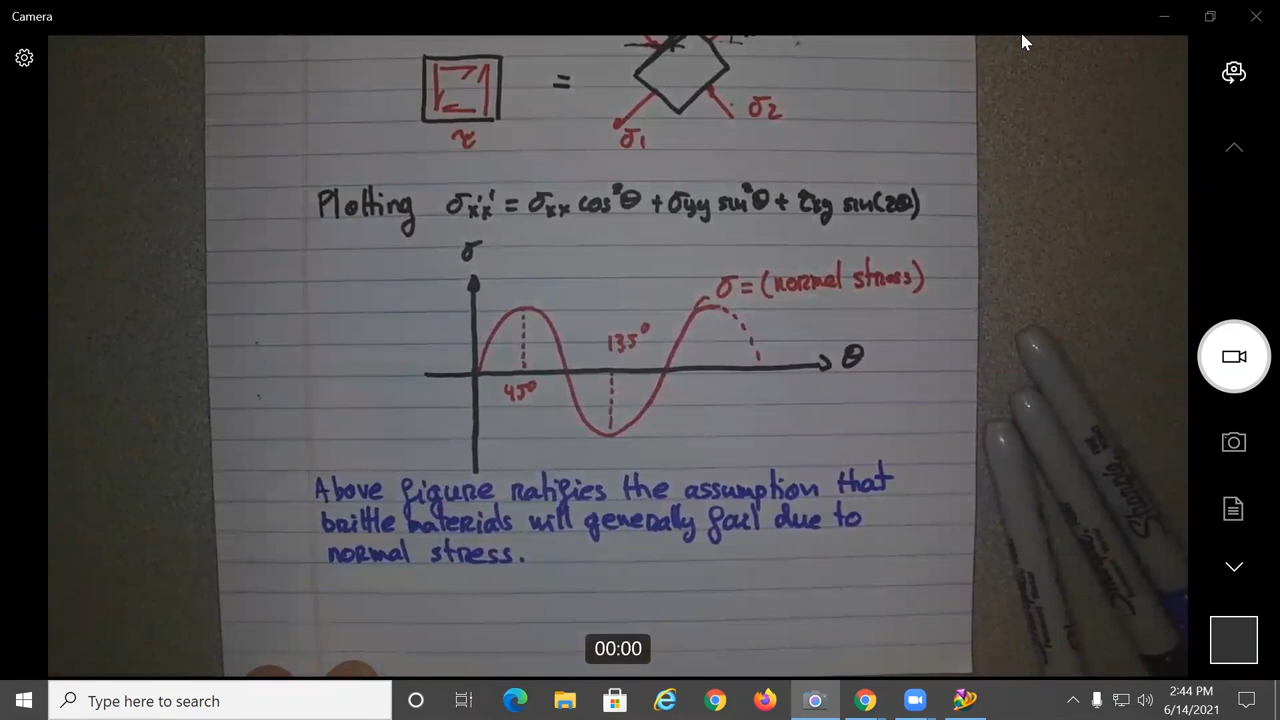 Camera
=
τ
σ1
σ2
Plotting σx'x' = σxx cos²θ + σyy sin²θ + τxy sin(2θ)
σ
σ = (normal stress)
135°
θ
45°
Above figure ratifies the assumption that
brittle materials will generally fail due to
normal stress.
Sharpie
00:00
Type here to search
2:44 PM
6/14/2021